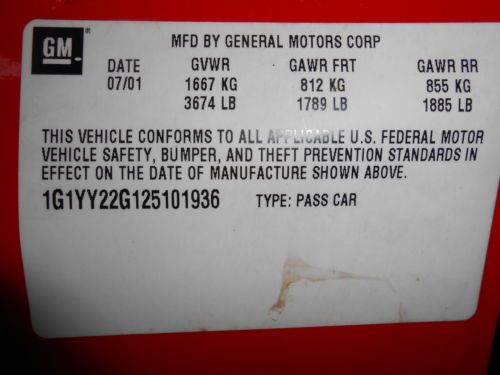 GM
MFD BY GENERAL MOTORS CORP
DATE GVWR GAWR FRT GAWR RR
07/01 1667 KG 812 KG 855 KG
3674 LB 1789 LB 1885 LB
THIS VEHICLE CONFORMS TO ALL APPLICABLE U.S. FEDERAL MOTOR
VEHICLE SAFETY, BUMPER, AND THEFT PREVENTION STANDARDS IN
EFFECT ON THE DATE OF MANUFACTURE SHOWN ABOVE.
1G1YY22G125101936 TYPE: PASS CAR